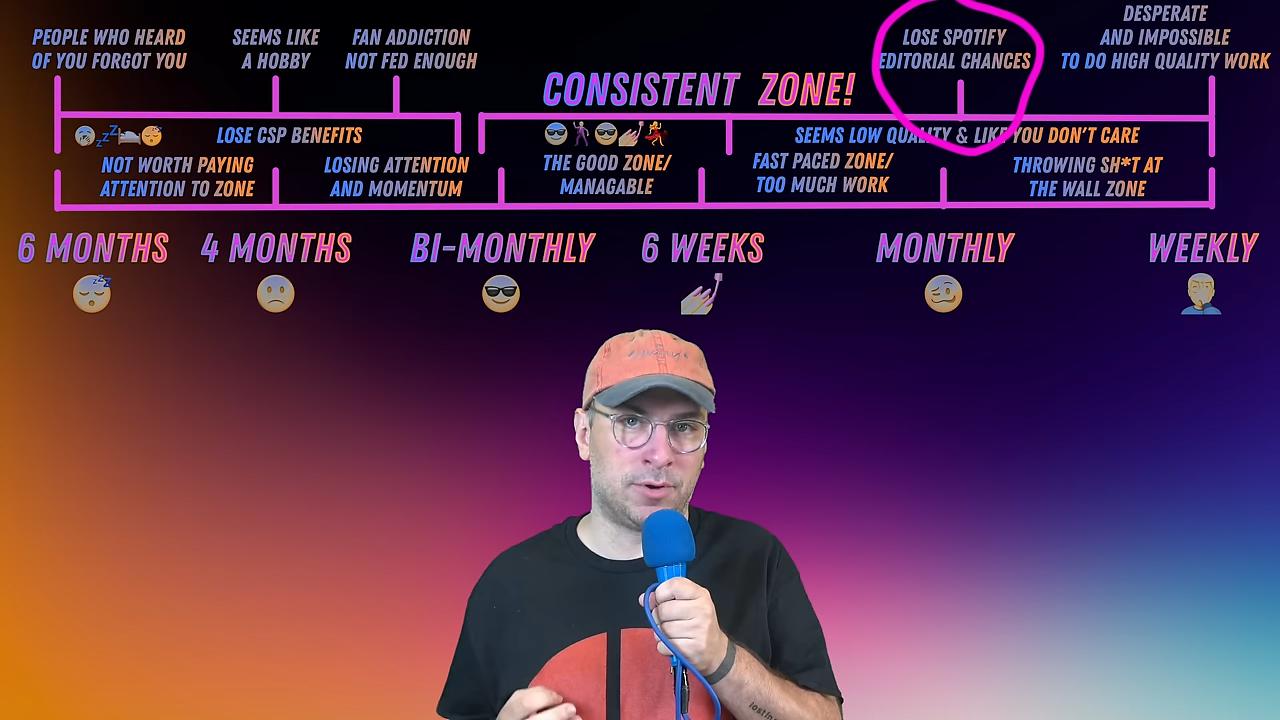 PEOPLE WHO HEARD
OF YOU FORGOT YOU
SEEMS LIKE
A HOBBY
FAN ADDICTION
NOT FED ENOUGH
CONSISTENT ZONE!
LOSE SPOTIFY
EDITORIAL CHANCES
DESPERATE
AND IMPOSSIBLE
TO DO HIGH QUALITY WORK
LOSE CSP BENEFITS
SEEMS LOW QUALITY & LIKE YOU DON'T CARE
NOT WORTH PAYING
ATTENTION TO ZONE
LOSING ATTENTION
AND MOMENTUM
THE GOOD ZONE/
MANAGABLE
FAST PACED ZONE/
TOO MUCH WORK
THROWING SH*T AT
THE WALL ZONE
6 MONTHS
4 MONTHS
BI-MONTHLY
6 WEEKS
MONTHLY
WEEKLY